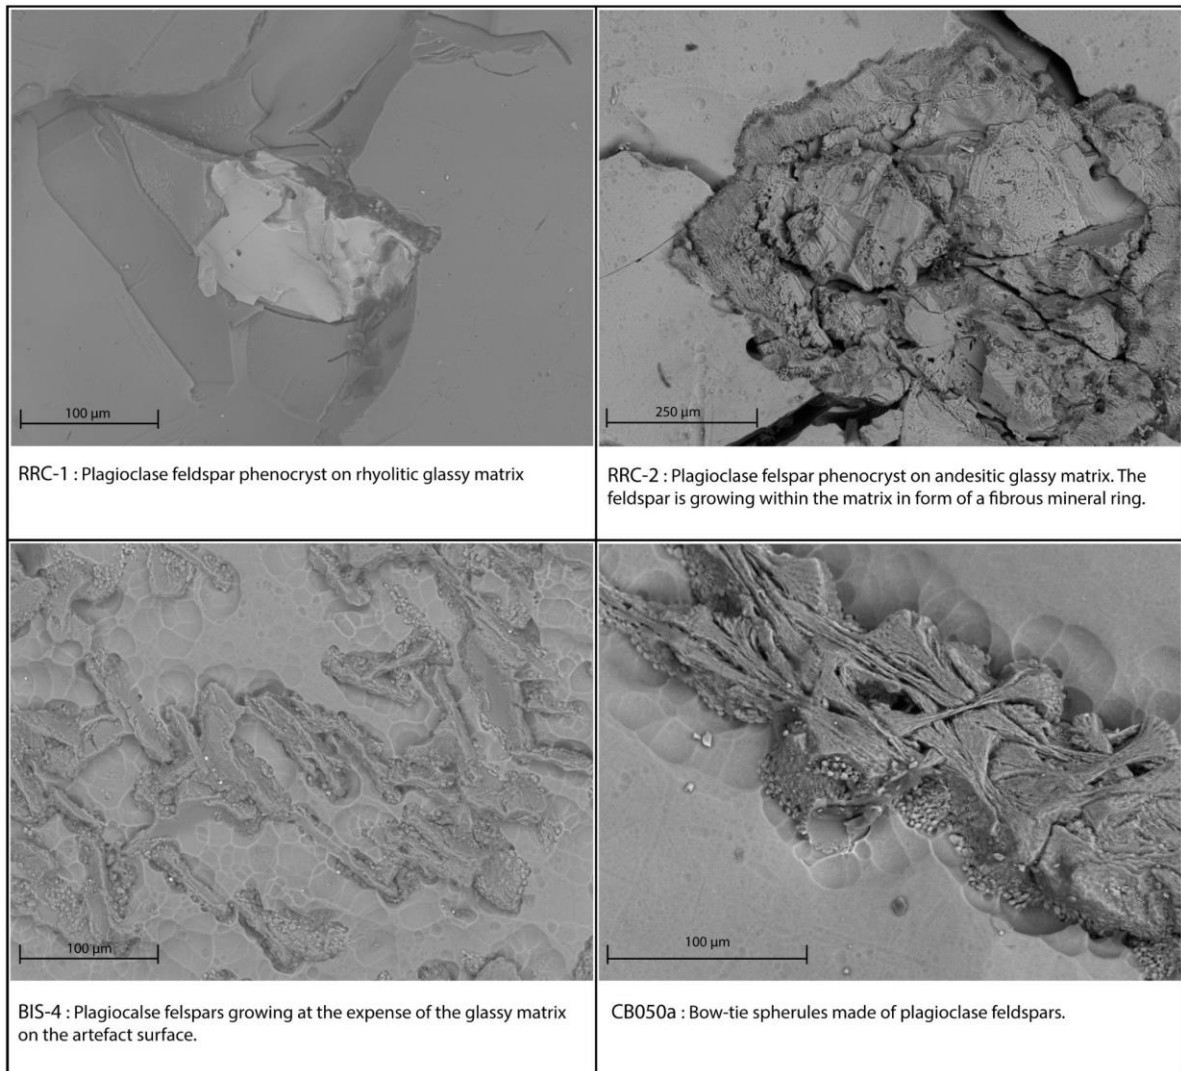 100 µm
250 µm
RRC-1 : Plagioclase feldspar phenocryst on rhyolitic glassy matrix
RRC-2 : Plagioclase felspar phenocryst on andesitic glassy matrix. The
feldspar is growing within the matrix in form of a fibrous mineral ring.
100 µm
100 µm
BIS-4 : Plagiocalse felspars growing at the expense of the glassy matrix
on the artefact surface.
CB050a : Bow-tie spherules made of plagioclase feldspars.